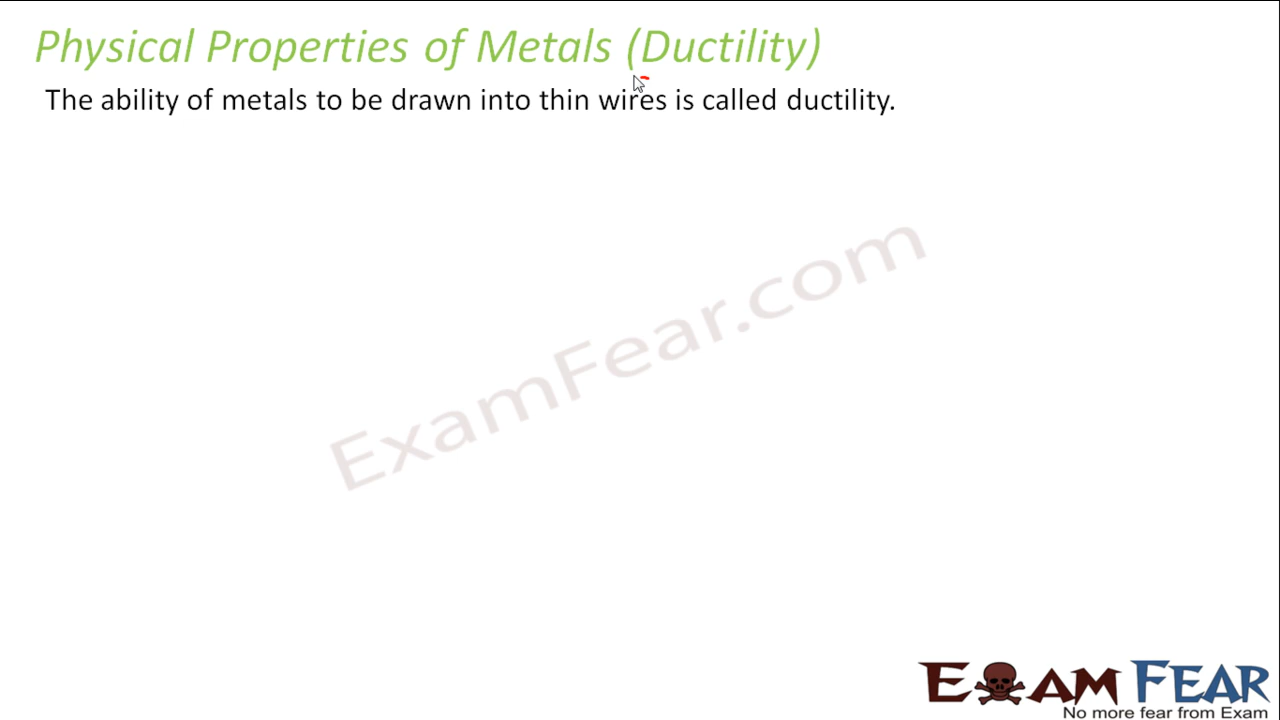 Physical Properties of Metals (Ductility)
The ability of metals to be drawn into thin wires is called ductility.
ExamFear.com
EXAM FEAR
No more fear from Exam